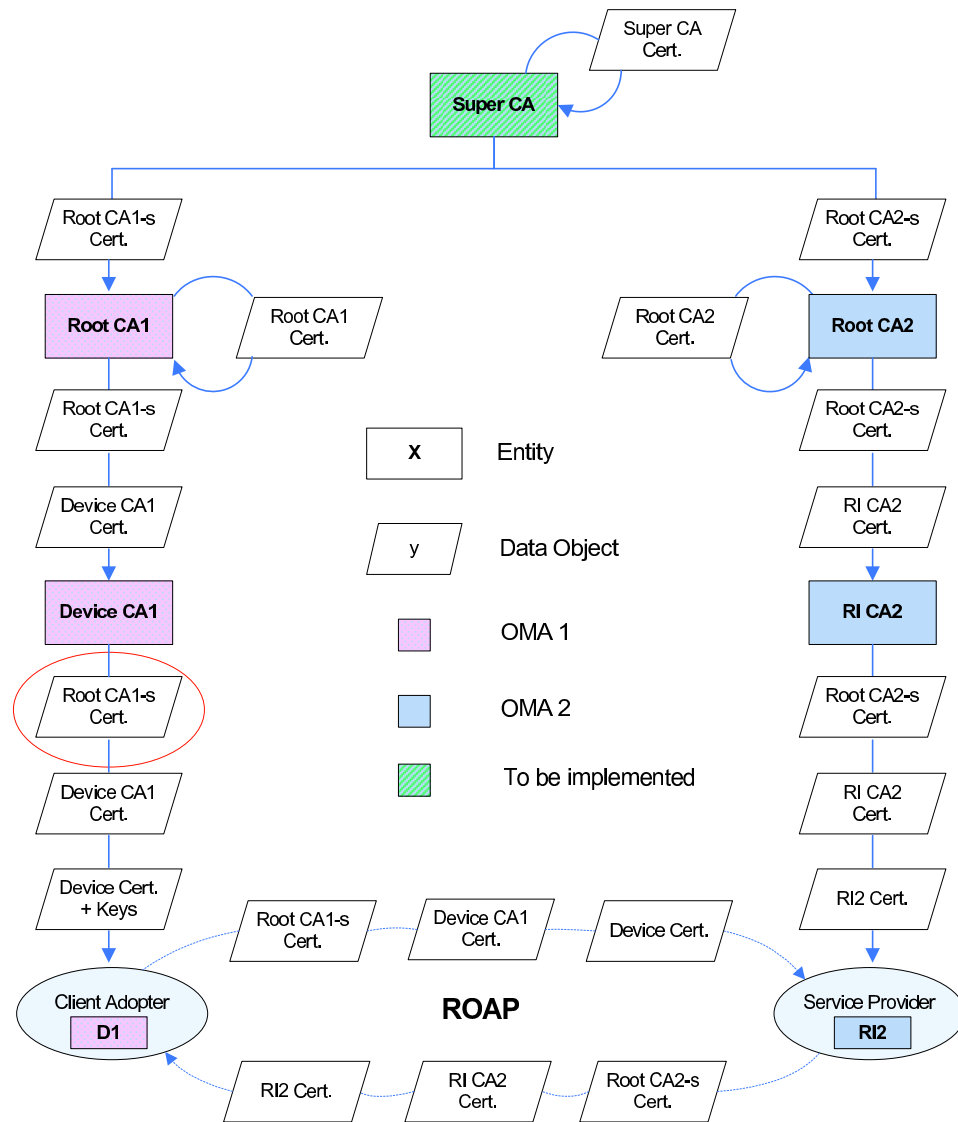 Super CA
Cert.
Super CA
Root CA1-s
Cert.
Root CA2-s
Cert.
Root CA1
Root CA1
Cert.
Root CA2
Cert.
Root CA2
Root CA1-s
Cert.
Root CA2-s
Cert.
X
Entity
Device CA1
Cert.
y
Data Object
RI CA2
Cert.
Device CA1
OMA 1
RI CA2
Root CA1-s
Cert.
OMA 2
Root CA2-s
Cert.
To be implemented
Device CA1
Cert.
RI CA2
Cert.
Device Cert.
+ Keys
RI2 Cert.
Root CA1-s
Cert.
Device CA1
Cert.
Device Cert.
Client Adopter
D1
ROAP
Service Provider
RI2
RI2 Cert.
RI CA2
Cert.
Root CA2-s
Cert.